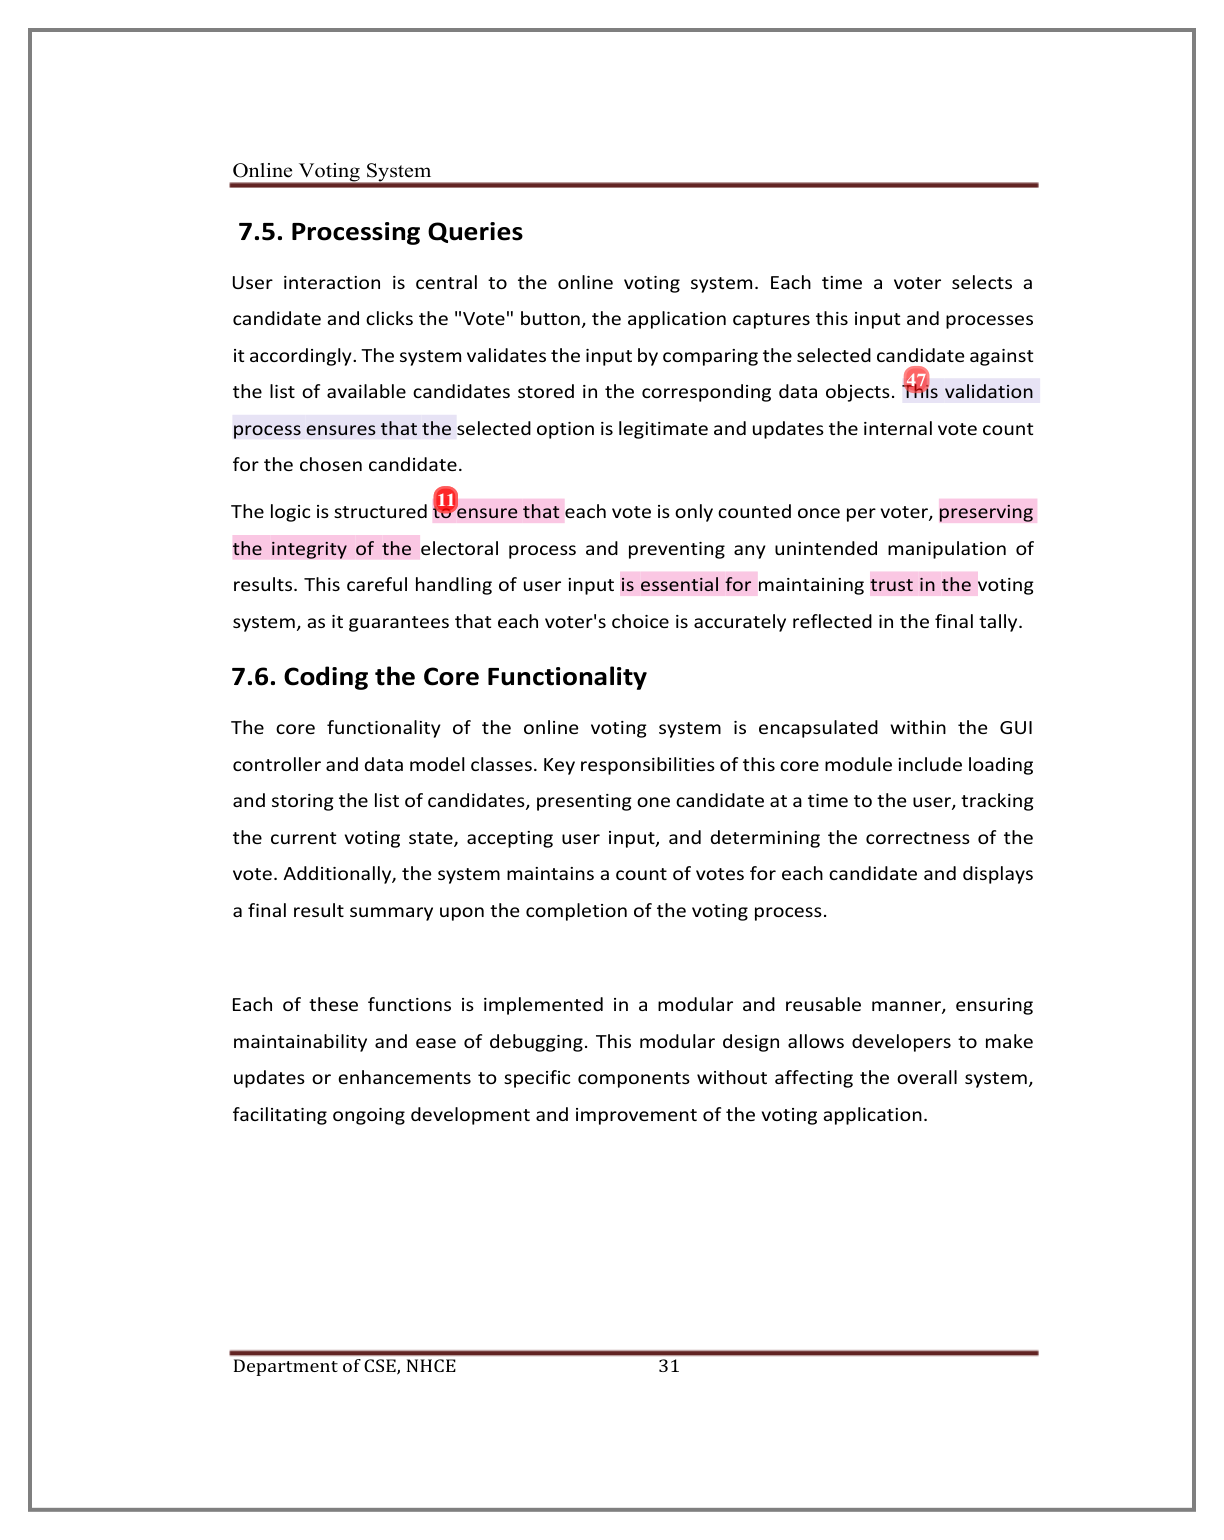 Online Voting System
7.5. Processing Queries
User interaction is central to the online voting system. Each time a voter selects a
candidate and clicks the "Vote" button, the application captures this input and processes
it accordingly. The system validates the input by comparing the selected candidate against
47
the list of available candidates stored in the corresponding data objects. This validation
process ensures that the selected option is legitimate and updates the internal vote count
for the chosen candidate.
11
The logic is structured to ensure that each vote is only counted once per voter, preserving
the integrity of the electoral process and preventing any unintended manipulation of
results. This careful handling of user input is essential for maintaining trust in the voting
system, as it guarantees that each voter's choice is accurately reflected in the final tally.
7.6. Coding the Core Functionality
The core functionality of the online voting system is encapsulated within the GUI
controller and data model classes. Key responsibilities of this core module include loading
and storing the list of candidates, presenting one candidate at a time to the user, tracking
the current voting state, accepting user input, and determining the correctness of the
vote. Additionally, the system maintains a count of votes for each candidate and displays
a final result summary upon the completion of the voting process.
Each of these functions is implemented in a modular and reusable manner, ensuring
maintainability and ease of debugging. This modular design allows developers to make
updates or enhancements to specific components without affecting the overall system,
facilitating ongoing development and improvement of the voting application.
Department of CSE, NHCE 31